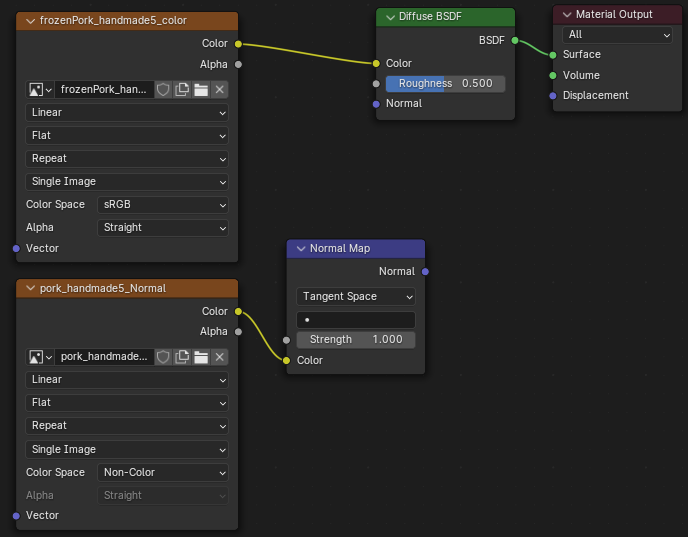 frozenPork_handmade5_color
Color
Alpha
frozenPork_han...
Linear
Flat
Repeat
Single Image
Color Space sRGB
Alpha Straight
Vector
Diffuse BSDF
BSDF
Color
Roughness 0.500
Normal
Material Output
All
Surface
Volume
Displacement
pork_handmade5_Normal
Color
Alpha
pork_handmade...
Linear
Flat
Repeat
Single Image
Color Space Non-Color
Alpha Straight
Vector
Normal Map
Normal
Tangent Space
Strength 1.000
Color